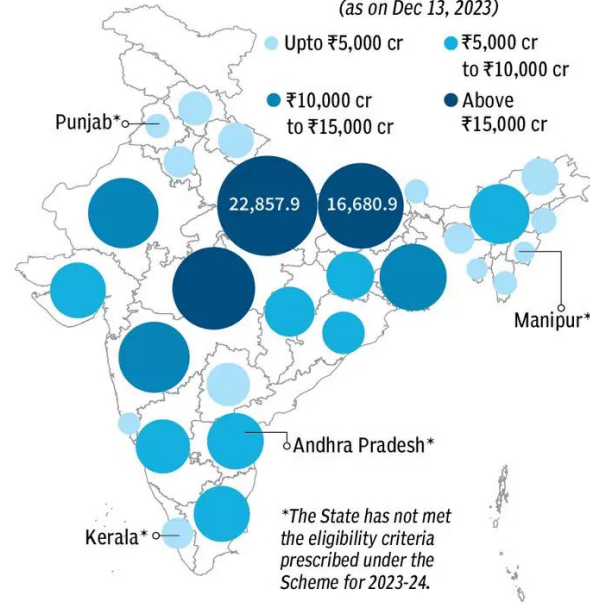 (as on Dec 13, 2023)
Upto ₹5,000 cr
₹5,000 cr
to ₹10,000 cr
₹10,000 cr
to ₹15,000 cr
Above
₹15,000 cr
Punjab*
22,857.9
16,680.9
Manipur*
Andhra Pradesh*
Kerala*
*The State has not met
the eligibility criteria
prescribed under the
Scheme for 2023-24.